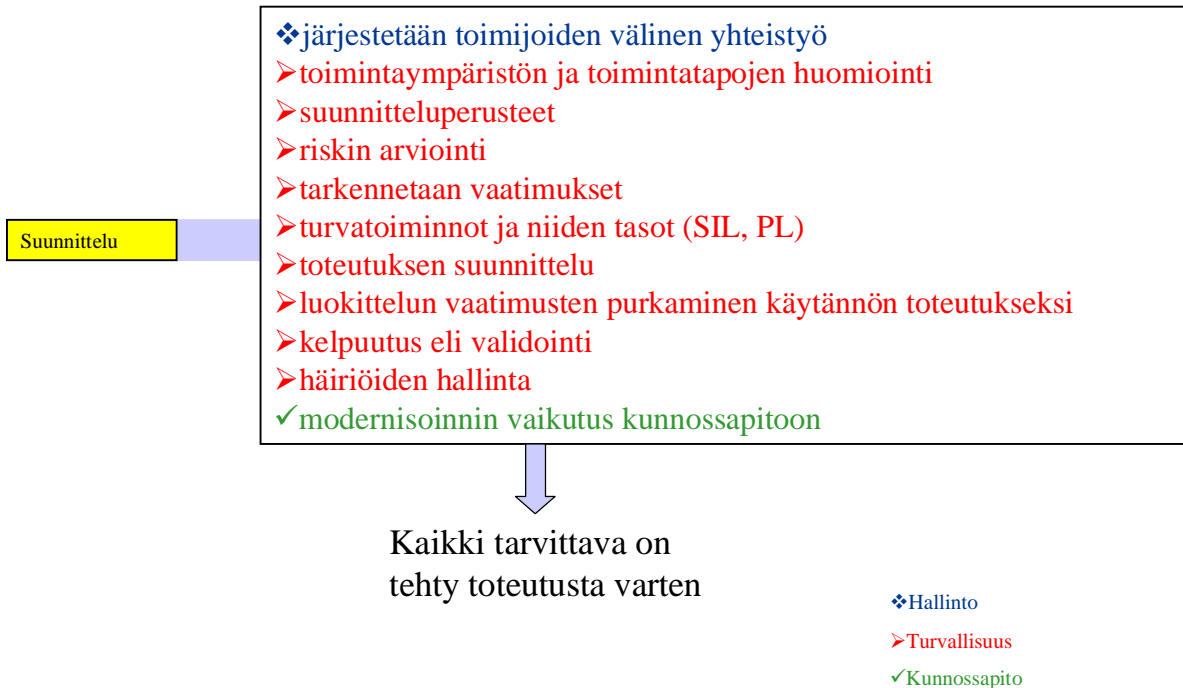 ❖järjestetään toimijoiden välinen yhteistyö
➢toimintaympäristön ja toimintatapojen huomiointi
➢suunnitteluperusteet
➢riskin arviointi
➢tarkennetaan vaatimukset
➢turvatoiminnot ja niiden tasot (SIL, PL)
➢toteutuksen suunnittelu
➢luokittelun vaatimusten purkaminen käytännön toteutukseksi
➢kelpuutus eli validointi
➢häiriöiden hallinta
✓modernisoinnin vaikutus kunnossapitoon
Suunnittelu
Kaikki tarvittava on
tehty toteutusta varten
❖Hallinto
➢Turvallisuus
✓Kunnossapito